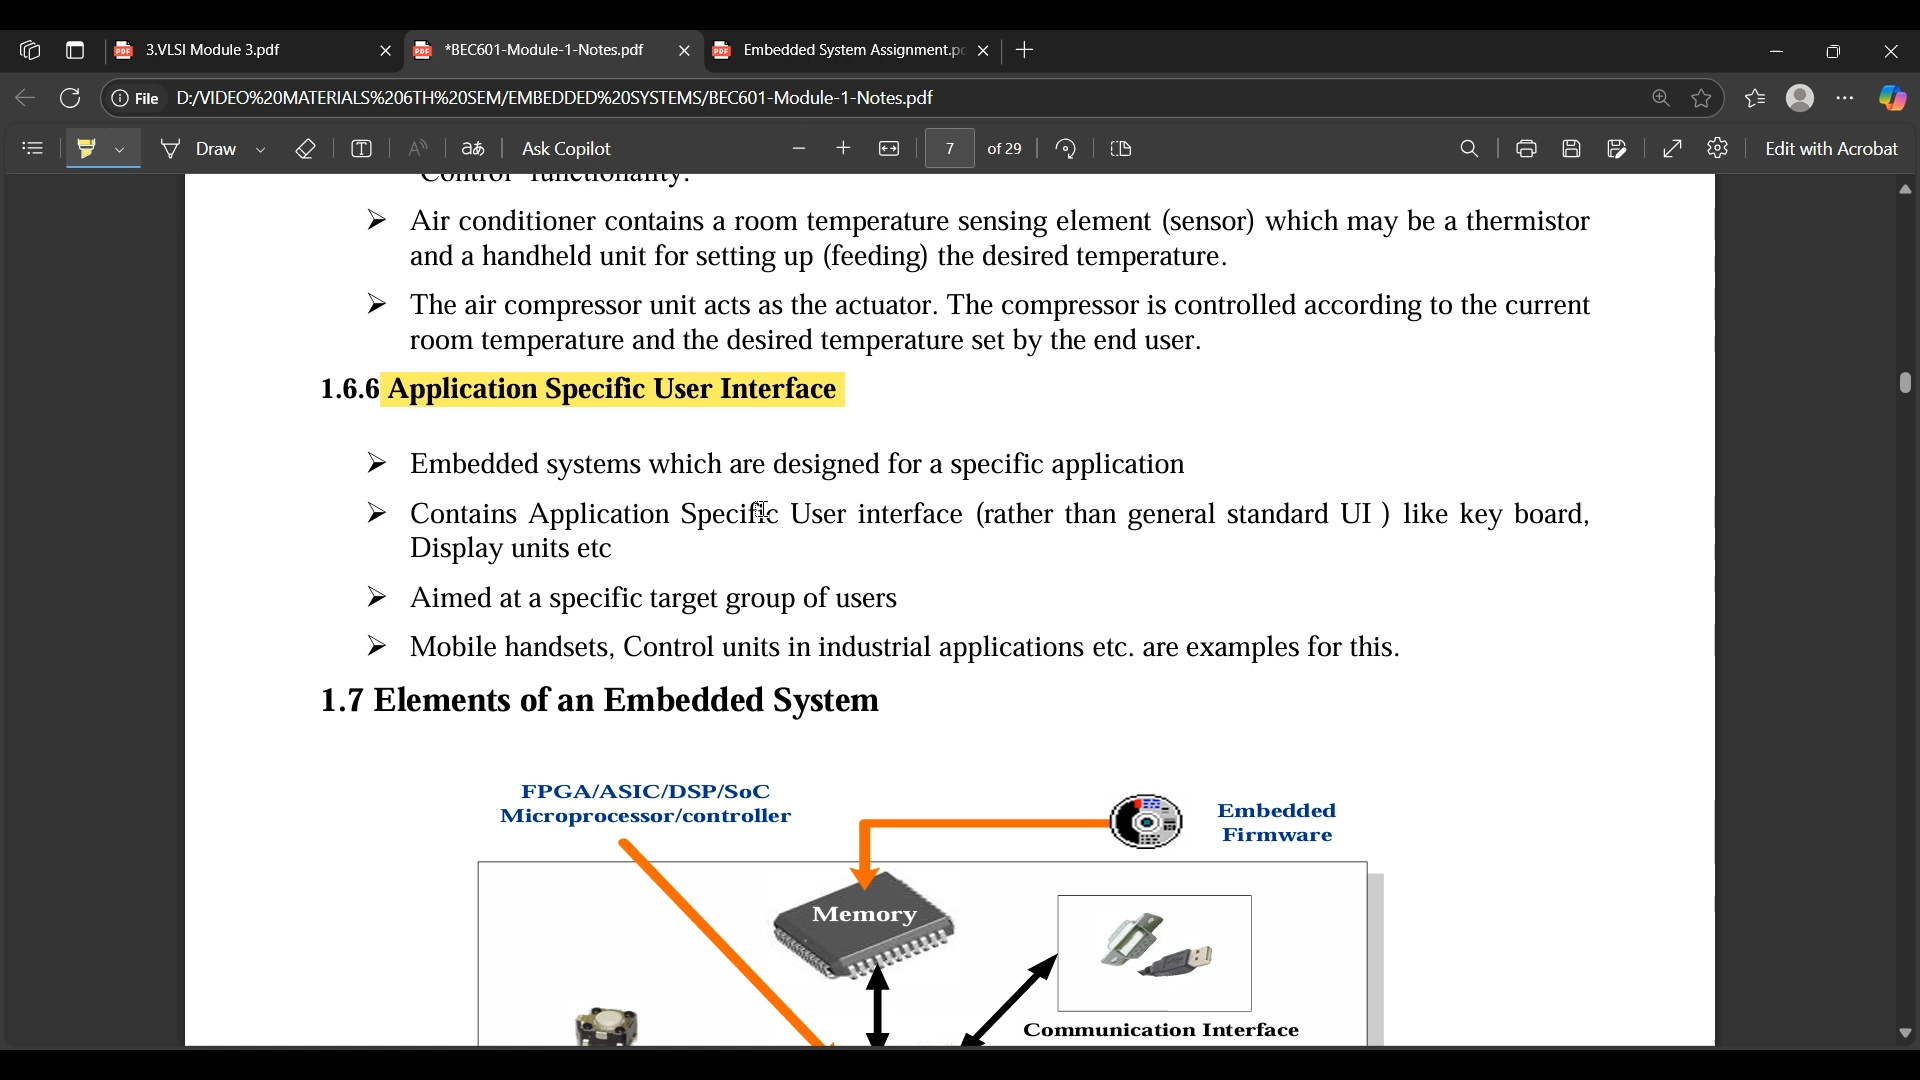 3.VLSI Module 3.pdf
*BEC601-Module-1-Notes.pdf
Embedded System Assignment.p
File
D:/VIDEO%20MATERIALS%206TH%20SEM/EMBEDDED%20SYSTEMS/BEC601-Module-1-Notes.pdf
Draw
Ask Copilot
7
of 29
Edit with Acrobat
"Control" functionality.
➢ Air conditioner contains a room temperature sensing element (sensor) which may be a thermistor
and a handheld unit for setting up (feeding) the desired temperature.
➢ The air compressor unit acts as the actuator. The compressor is controlled according to the current
room temperature and the desired temperature set by the end user.
1.6.6 Application Specific User Interface
➢ Embedded systems which are designed for a specific application
➢ Contains Application Specific User interface (rather than general standard UI ) like key board,
Display units etc
➢ Aimed at a specific target group of users
➢ Mobile handsets, Control units in industrial applications etc. are examples for this.
1.7 Elements of an Embedded System
FPGA/ASIC/DSP/SoC
Microprocessor/controller
Embedded
Firmware
Memory
Communication Interface